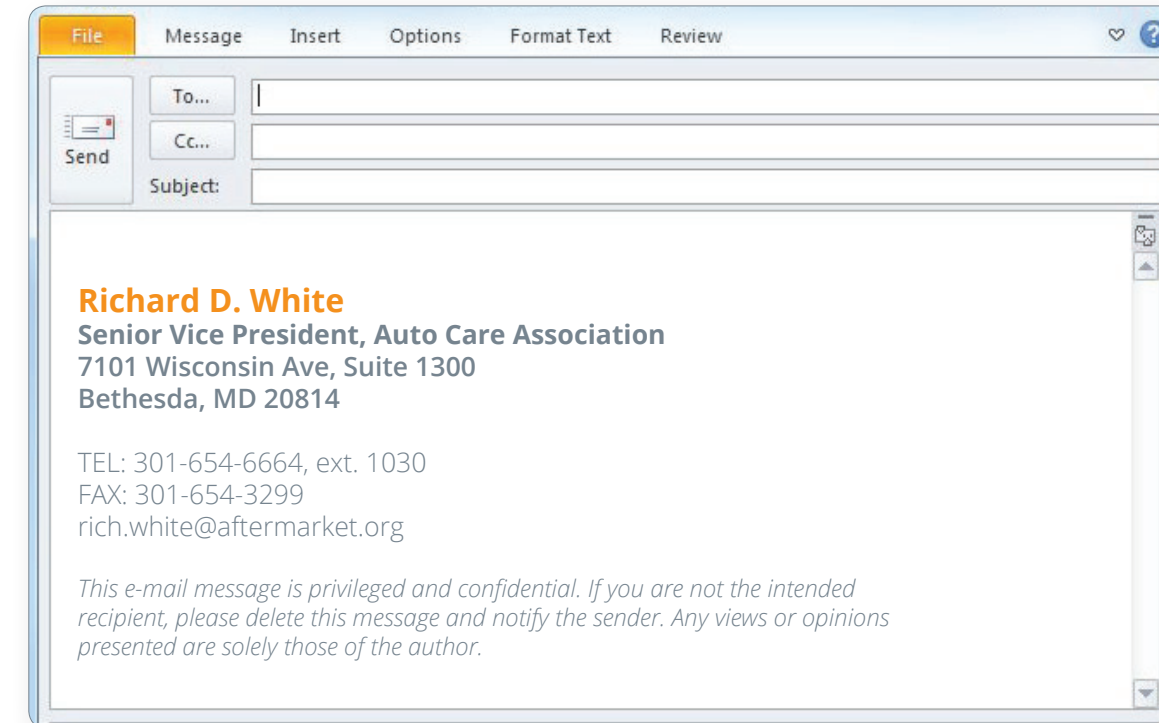 File Message Insert Options Format Text Review
To...
Cc...
Send
Subject:
Richard D. White
Senior Vice President, Auto Care Association
7101 Wisconsin Ave, Suite 1300
Bethesda, MD 20814
TEL: 301-654-6664, ext. 1030
FAX: 301-654-3299
rich.white@aftermarket.org
This e-mail message is privileged and confidential. If you are not the intended
recipient, please delete this message and notify the sender. Any views or opinions
presented are solely those of the author.